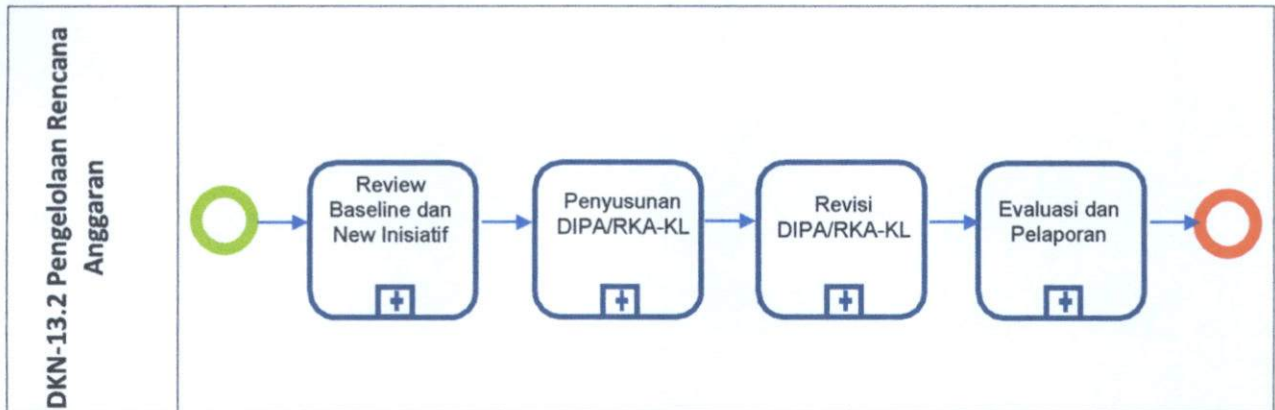 DKN-13.2 Pengelolaan Rencana
Anggaran
Review
Baseline dan
New Inisiatif
Penyusunan
DIPA/RKA-KL
Revisi
DIPA/RKA-KL
Evaluasi dan
Pelaporan